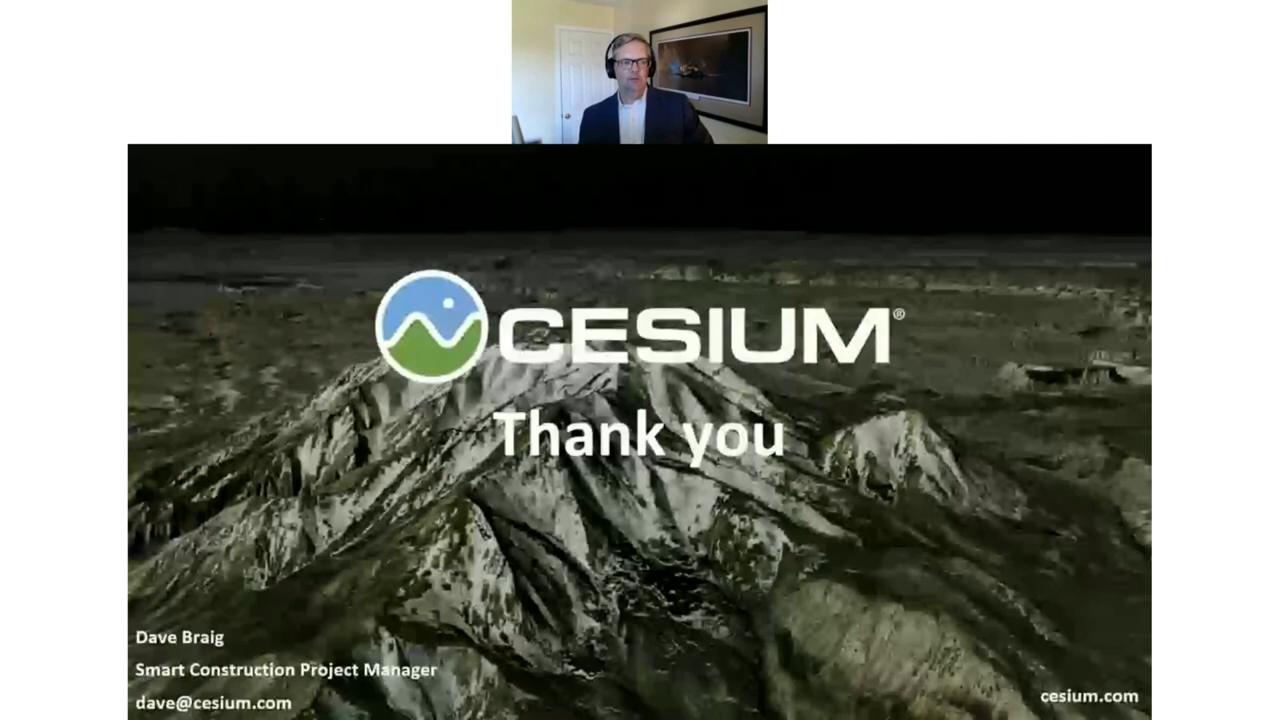 CESIUM®
Thank you
Dave Braig
Smart Construction Project Manager
dave@cesium.com
cesium.com